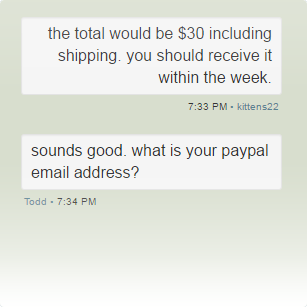 the total would be $30 including
shipping. you should receive it
within the week.
7:33 PM • kittens22
sounds good. what is your paypal
email address?
Todd • 7:34 PM